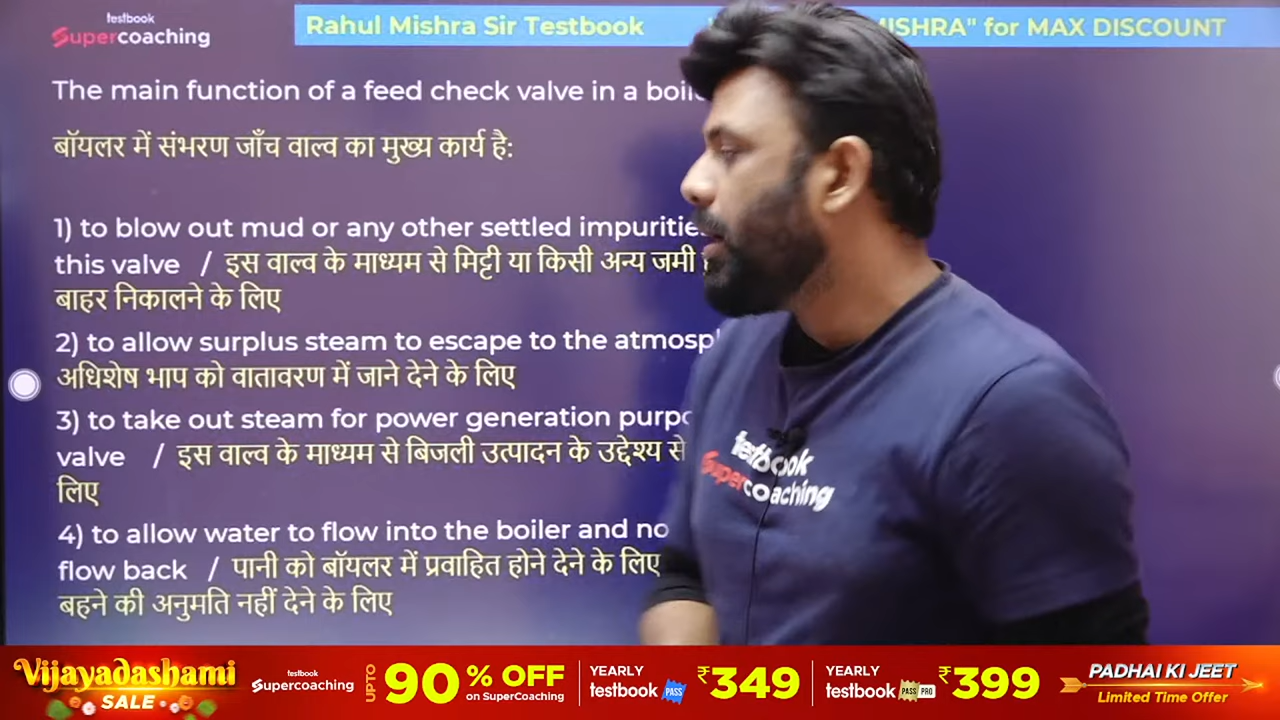 testbook
Supercoaching
Rahul Mishra Sir Testbook
MISHRA" for MAX DISCOUNT
The main function of a feed check valve in a
बॉयलर में संभरण जाँच वाल्व का मुख्य कार्य है:
1) to blow out mud or any other settled
this valve / इस वाल्व के माध्यम से मिट्टी या किसी अन्य जमी
बाहर निकालने के लिए
2) to allow surplus steam to escape to the
अधिशेष भाप को वातावरण में जाने देने के लिए
3) to take out steam for power generation
valve / इस वाल्व के माध्यम से बिजली उत्पादन के उद्देश्य से
लिए
4) to allow water to flow into the boiler and
flow back / पानी को बॉयलर में प्रवाहित होने देने के लिए
बहने की अनुमति नहीं देने के लिए
testbook
Supercoaching
Vijayadashami
SALE
testbook
Supercoaching
UPTO 90% OFF
on SuperCoaching
YEARLY
testbook PASS
₹349
YEARLY
testbook PASS PRO
₹399
PADHAI KI JEET
Limited Time Offer